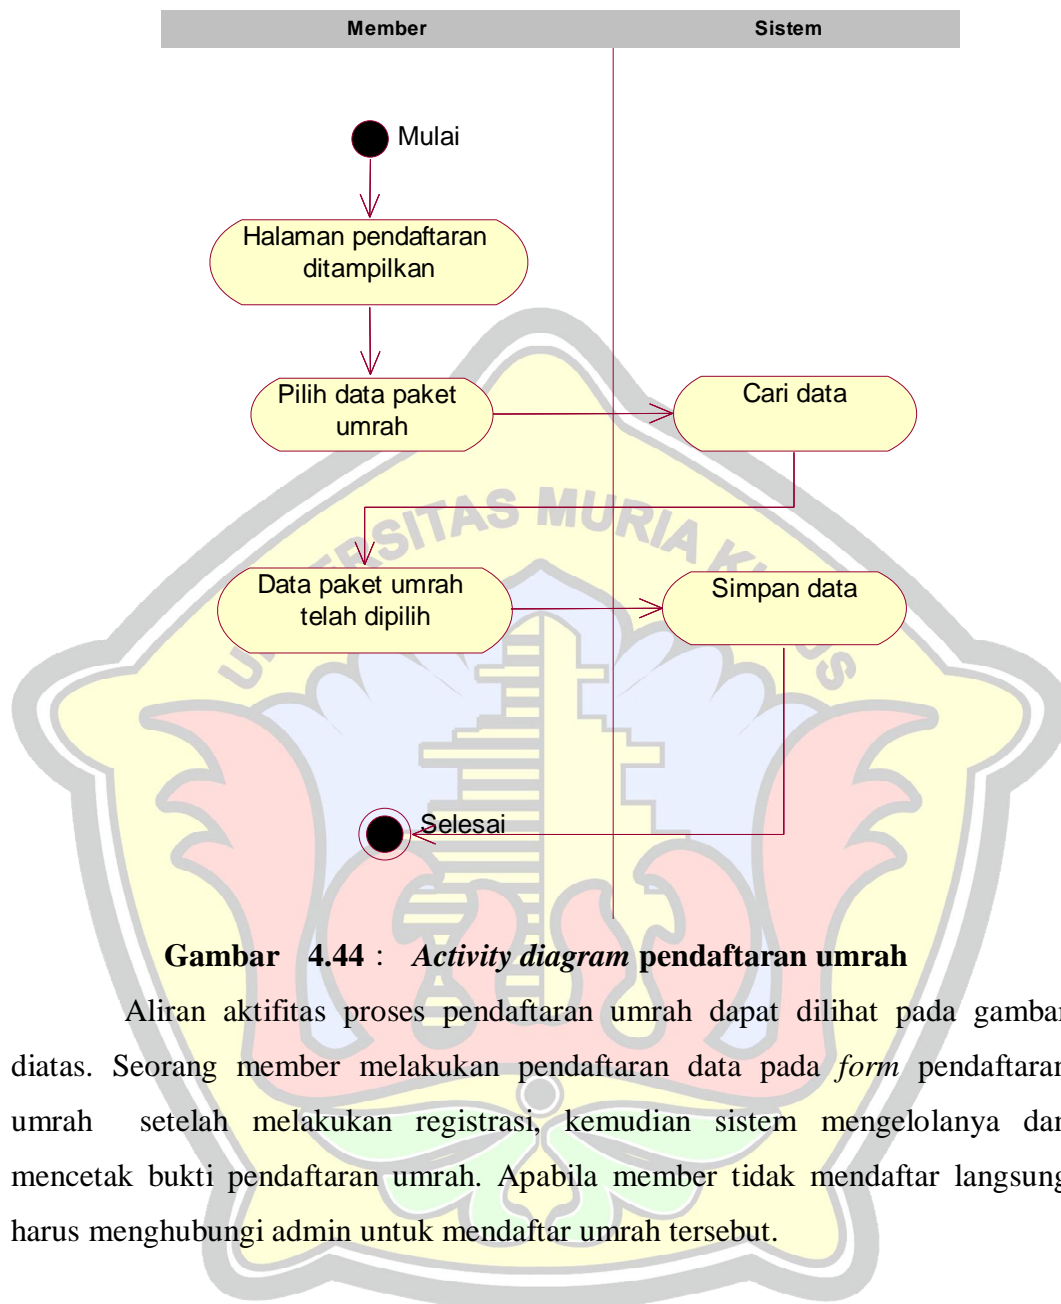 Member Sistem
Mulai
Halaman pendaftaran
ditampilkan
Pilih data paket
umrah
Cari data
UNIVERSITAS MURIA KUDUS
Data paket umrah
telah dipilih
Simpan data
Selesai
Gambar 4.44 : Activity diagram pendaftaran umrah
Aliran aktifitas proses pendaftaran umrah dapat dilihat pada gambar
diatas. Seorang member melakukan pendaftaran data pada form pendaftaran
umrah setelah melakukan registrasi, kemudian sistem mengelolanya dan
mencetak bukti pendaftaran umrah. Apabila member tidak mendaftar langsung
harus menghubungi admin untuk mendaftar umrah tersebut.